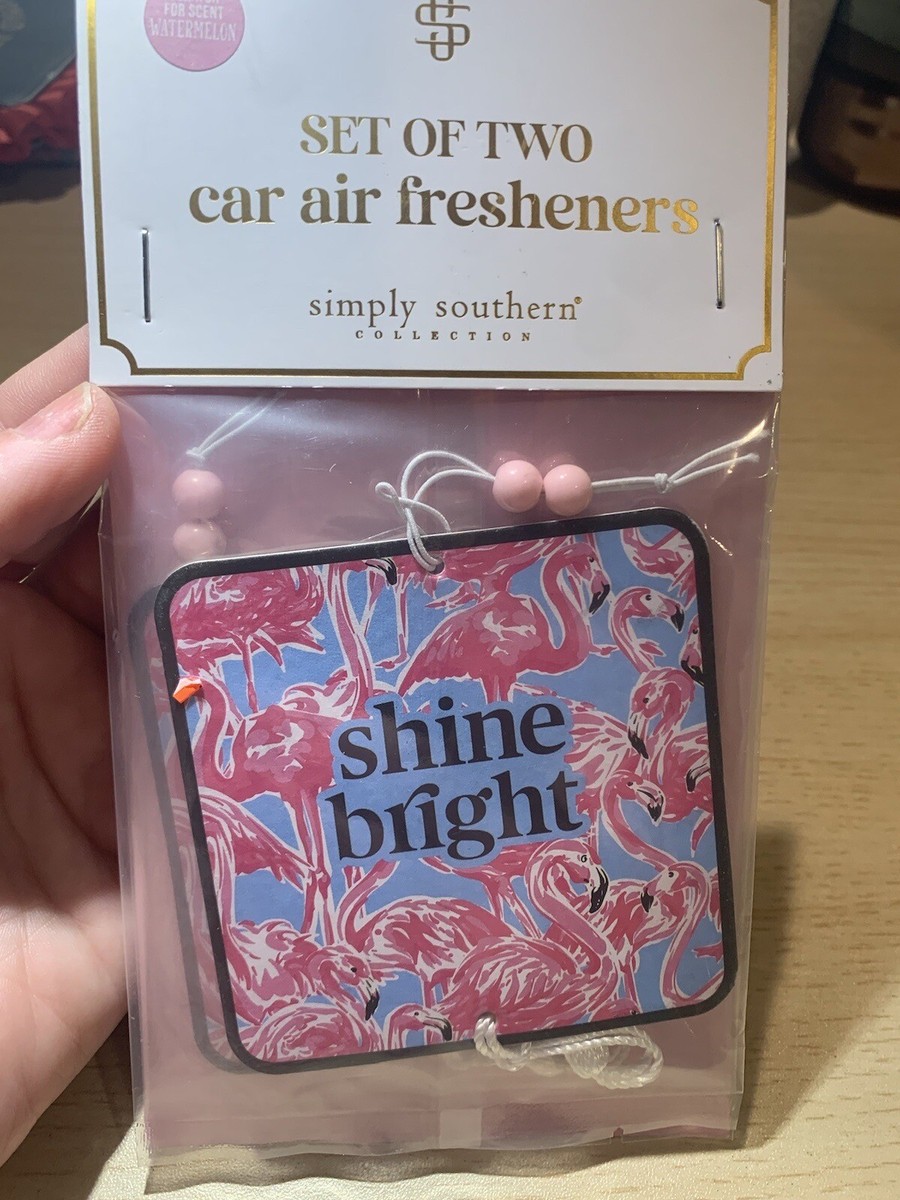 FOR SCENT
WATERMELON
SET OF TWO
car air fresheners
simply southern®
COLLECTION
shine
bright